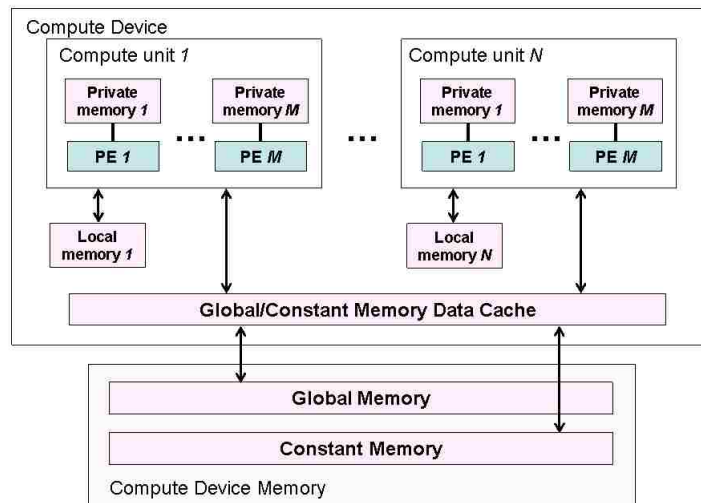 Compute Device
Compute unit 1
Compute unit N
Private memory 1
Private memory M
Private memory 1
Private memory M
...
...
...
PE 1
PE M
PE 1
PE M
Local memory 1
Local memory N
Global/Constant Memory Data Cache
Global Memory
Constant Memory
Compute Device Memory